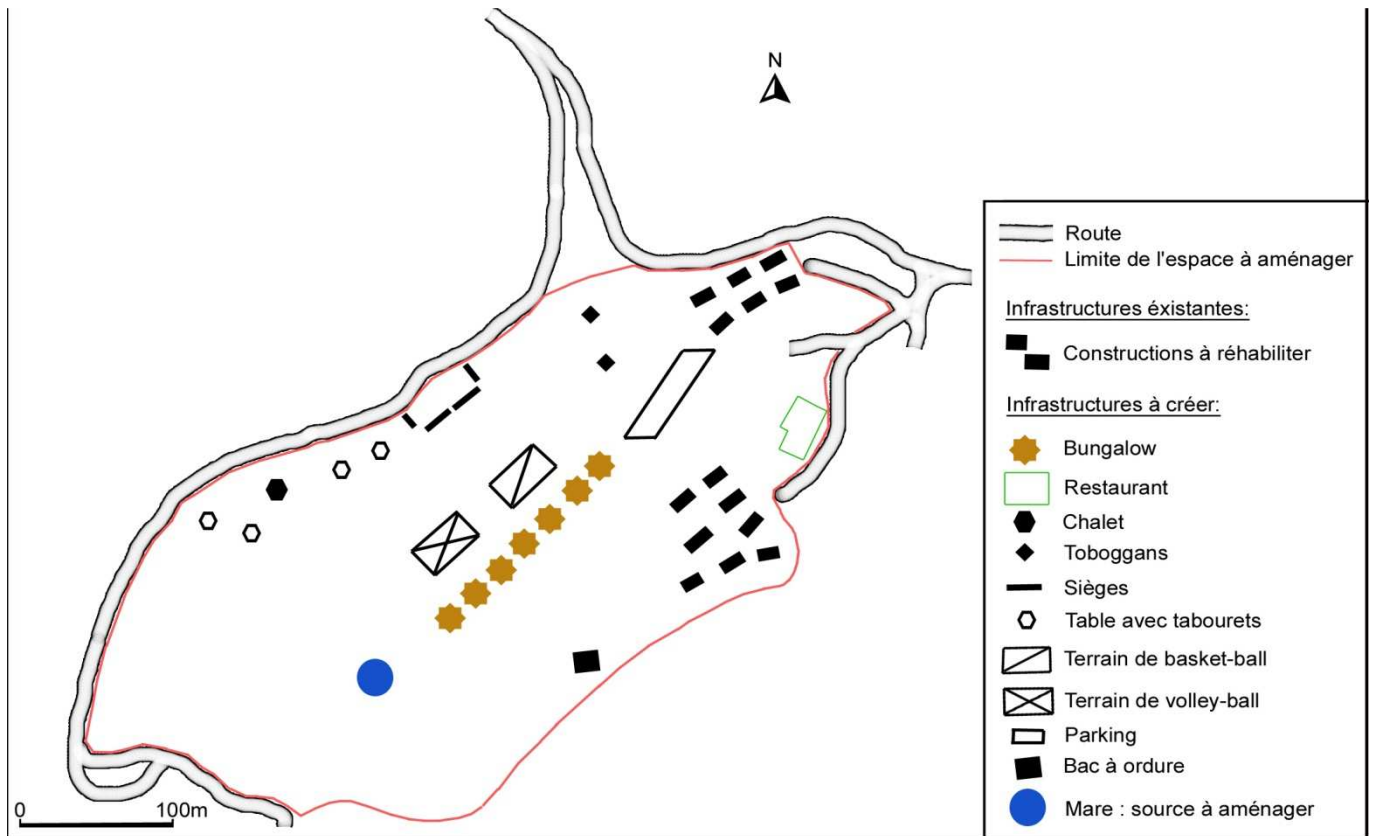 N
Route
Limite de l'espace à aménager
Infrastructures éxistantes:
Constructions à réhabiliter
Infrastructures à créer:
Bungalow
Restaurant
Chalet
Toboggans
Sièges
Table avec tabourets
Terrain de basket-ball
Terrain de volley-ball
Parking
Bac à ordure
Mare : source à aménager
0 100m